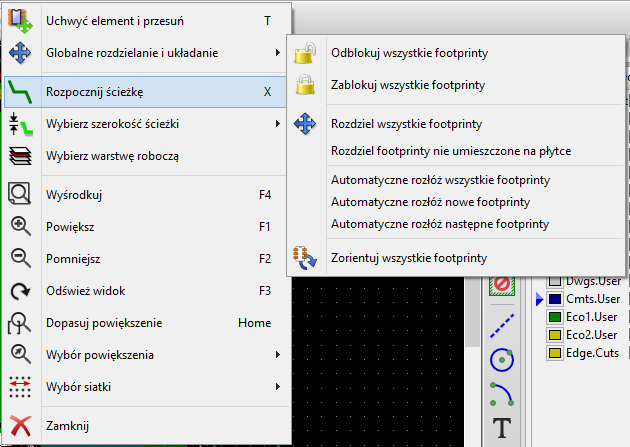 Uchwyć element i przesuń T
Globalne rozdzielanie i układanie
Rozpocznij ścieżkę X
Wybierz szerokość ścieżki
Wybierz warstwę roboczą
Wyśrodkuj F4
Powiększ F1
Pomniejsz F2
Odśwież widok F3
Dopasuj powiększenie Home
Wybór powiększenia
Wybór siatki
Zamknij
Odblokuj wszystkie footprinty
Zablokuj wszystkie footprinty
Rozdziel wszystkie footprinty
Rozdziel footprinty nie umieszczone na płytce
Automatyczne rozłóż wszystkie footprinty
Automatyczne rozłóż nowe footprinty
Automatyczne rozłóż następne footprinty
Zorientuj wszystkie footprinty
Dwgs.User
Cmts.User
Eco1.User
Eco2.User
Edge.Cuts
T